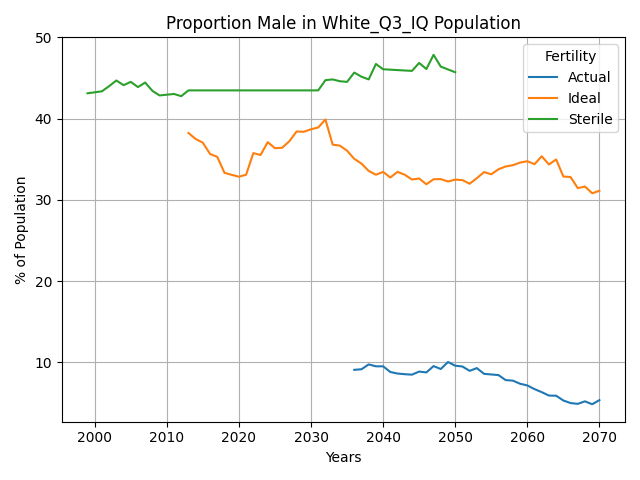 Proportion Male in White_Q3_IQ Population
% of Population
50
40
30
20
10
Fertility
Actual
Ideal
Sterile
2000 2010 2020 2030 2040 2050 2060 2070
Years